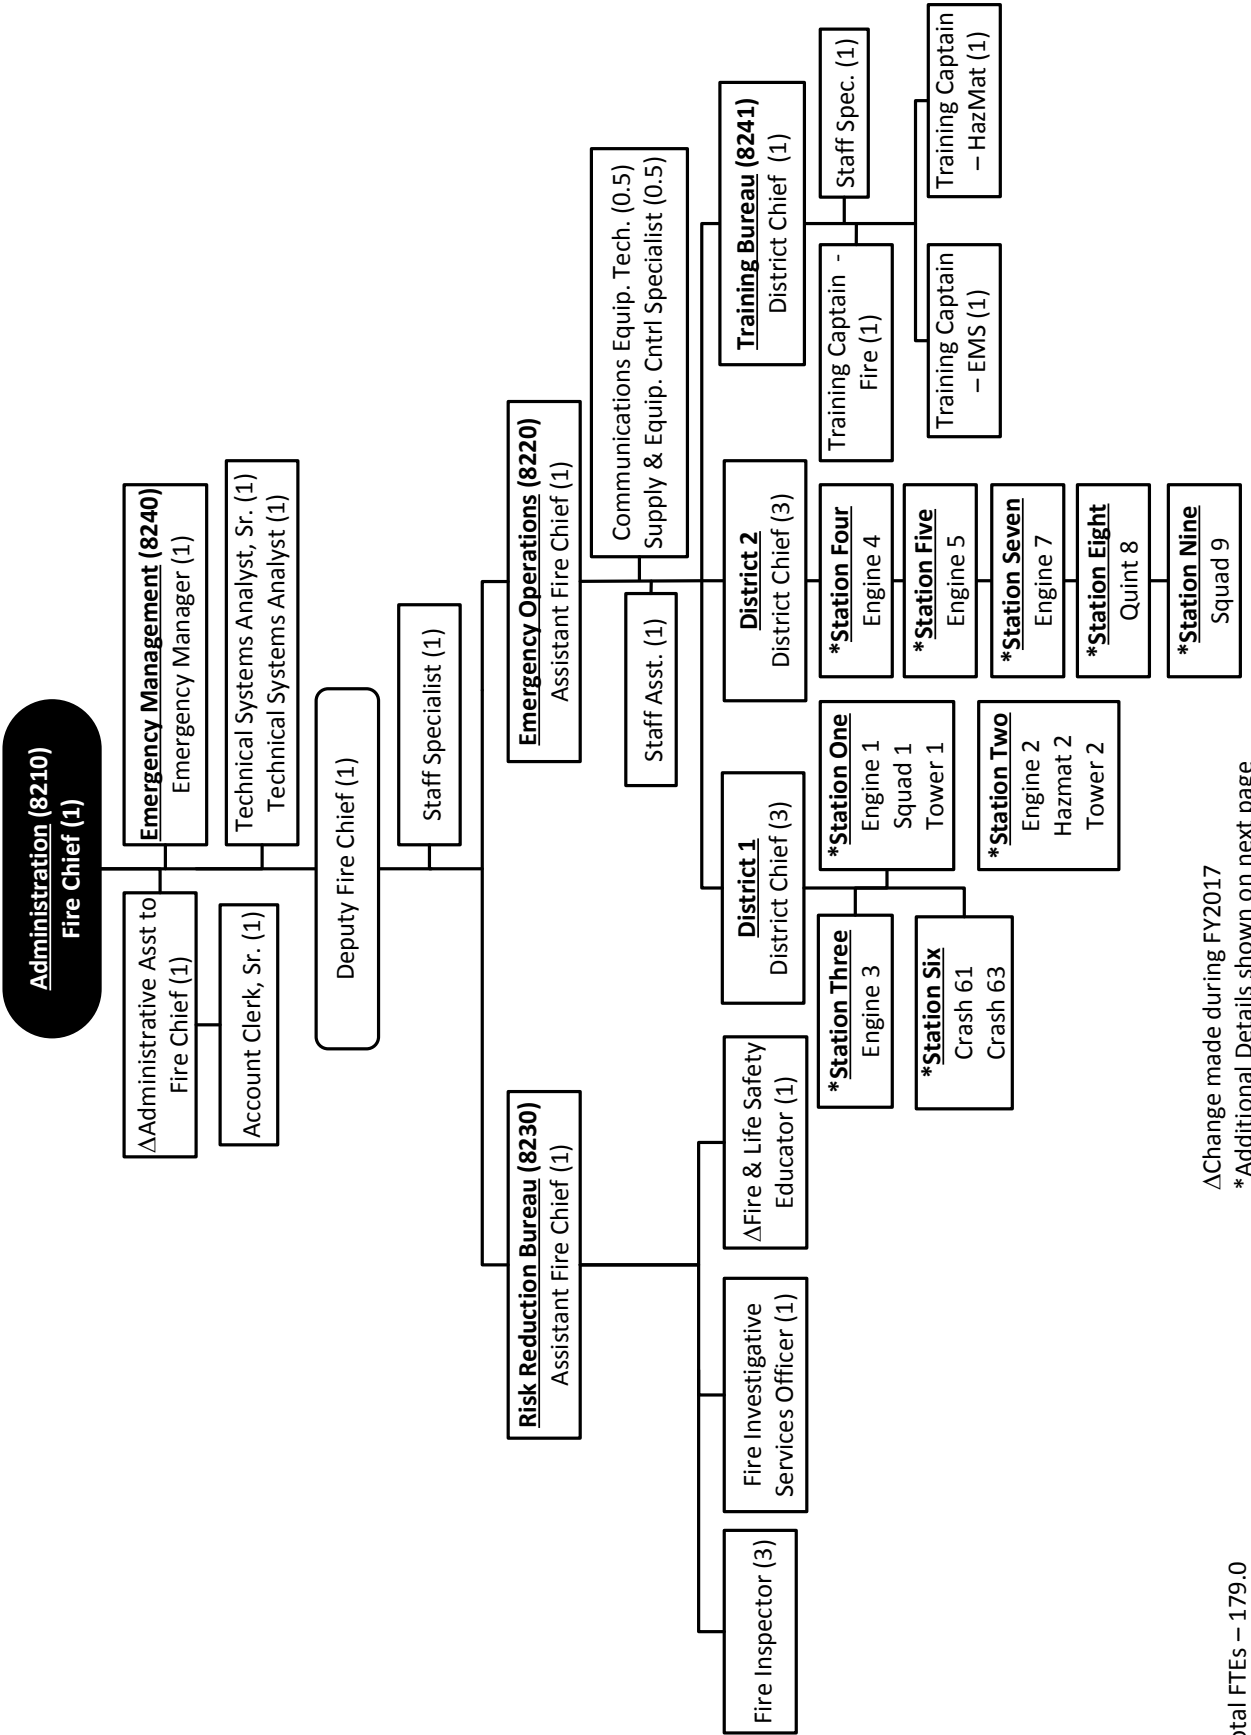 Administration (8210)
Fire Chief (1)
∆Administrative Asst to
Fire Chief (1)
Account Clerk, Sr. (1)
Emergency Management (8240)
Emergency Manager (1)
Technical Systems Analyst, Sr. (1)
Technical Systems Analyst (1)
Deputy Fire Chief (1)
Staff Specialist (1)
Risk Reduction Bureau (8230)
Assistant Fire Chief (1)
Fire Inspector (3)
Fire Investigative
Services Officer (1)
∆Fire & Life Safety
Educator (1)
Emergency Operations (8220)
Assistant Fire Chief (1)
Staff Asst. (1)
Communications Equip. Tech. (0.5)
Supply & Equip. Cntrl Specialist (0.5)
District 1
District Chief (3)
*Station Three
Engine 3
*Station One
Engine 1
Squad 1
Tower 1
*Station Six
Crash 61
Crash 63
*Station Two
Engine 2
Hazmat 2
Tower 2
District 2
District Chief (3)
*Station Four
Engine 4
*Station Five
Engine 5
*Station Seven
Engine 7
*Station Eight
Quint 8
*Station Nine
Squad 9
Training Bureau (8241)
District Chief (1)
Training Captain -
Fire (1)
Staff Spec. (1)
Training Captain
– EMS (1)
Training Captain
– HazMat (1)
∆Change made during FY2017
*Additional Details shown on next page
FTEs – 179.0